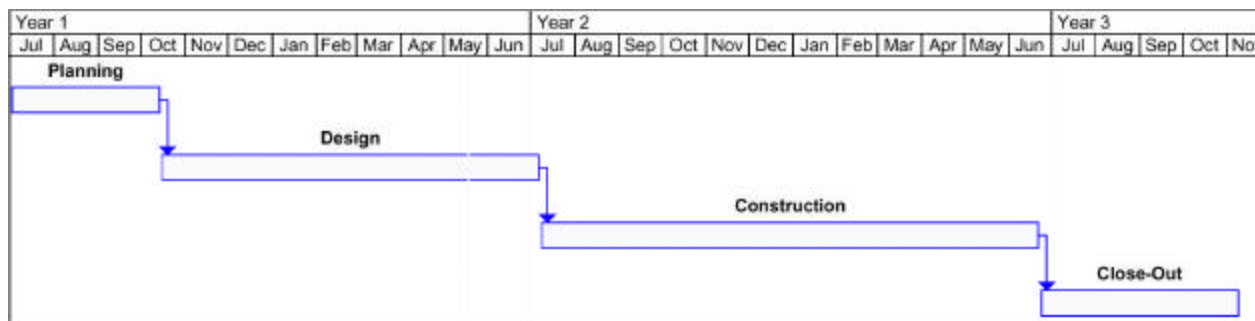 Year 1 Year 2 Year 3
Jul Aug Sep Oct Nov Dec Jan Feb Mar Apr May Jun Jul Aug Sep Oct Nov Dec Jan Feb Mar Apr May Jun Jul Aug Sep Oct No
Planning
Design
Construction
Close-Out